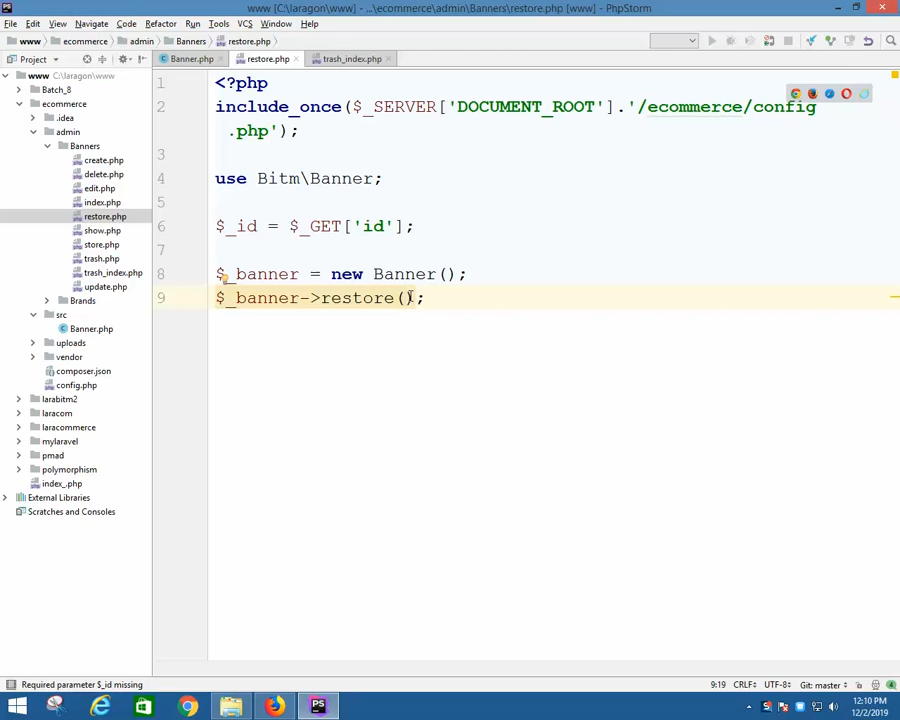 www [C:\laragon\www] - ...\ecommerce\admin\Banners\restore.php [www] - PhpStorm
File Edit View Navigate Code Refactor Run Tools VCS Window Help
www ecommerce admin Banners restore.php
Project Banner.php restore.php trash_index.php
www C:\laragon\www
Batch_8
ecommerce
.idea
admin
Banners
create.php
delete.php
edit.php
index.php
restore.php
show.php
store.php
trash.php
trash_index.php
update.php
Brands
src
Banner.php
uploads
vendor
composer.json
config.php
larabitm2
laracom
laracommerce
mylaravel
pmad
polymorphism
index_.php
External Libraries
Scratches and Consoles
1 <?php
2 include_once($_SERVER['DOCUMENT_ROOT'].'/ecommerce/config
.php');
3
4 use Bitm\Banner;
5
6 $_id = $_GET['id'];
7
8 $_banner = new Banner();
9 $_banner->restore();
Required parameter $_id missing 9:19 CRLF UTF-8 Git: master
12:10 PM
12/2/2019